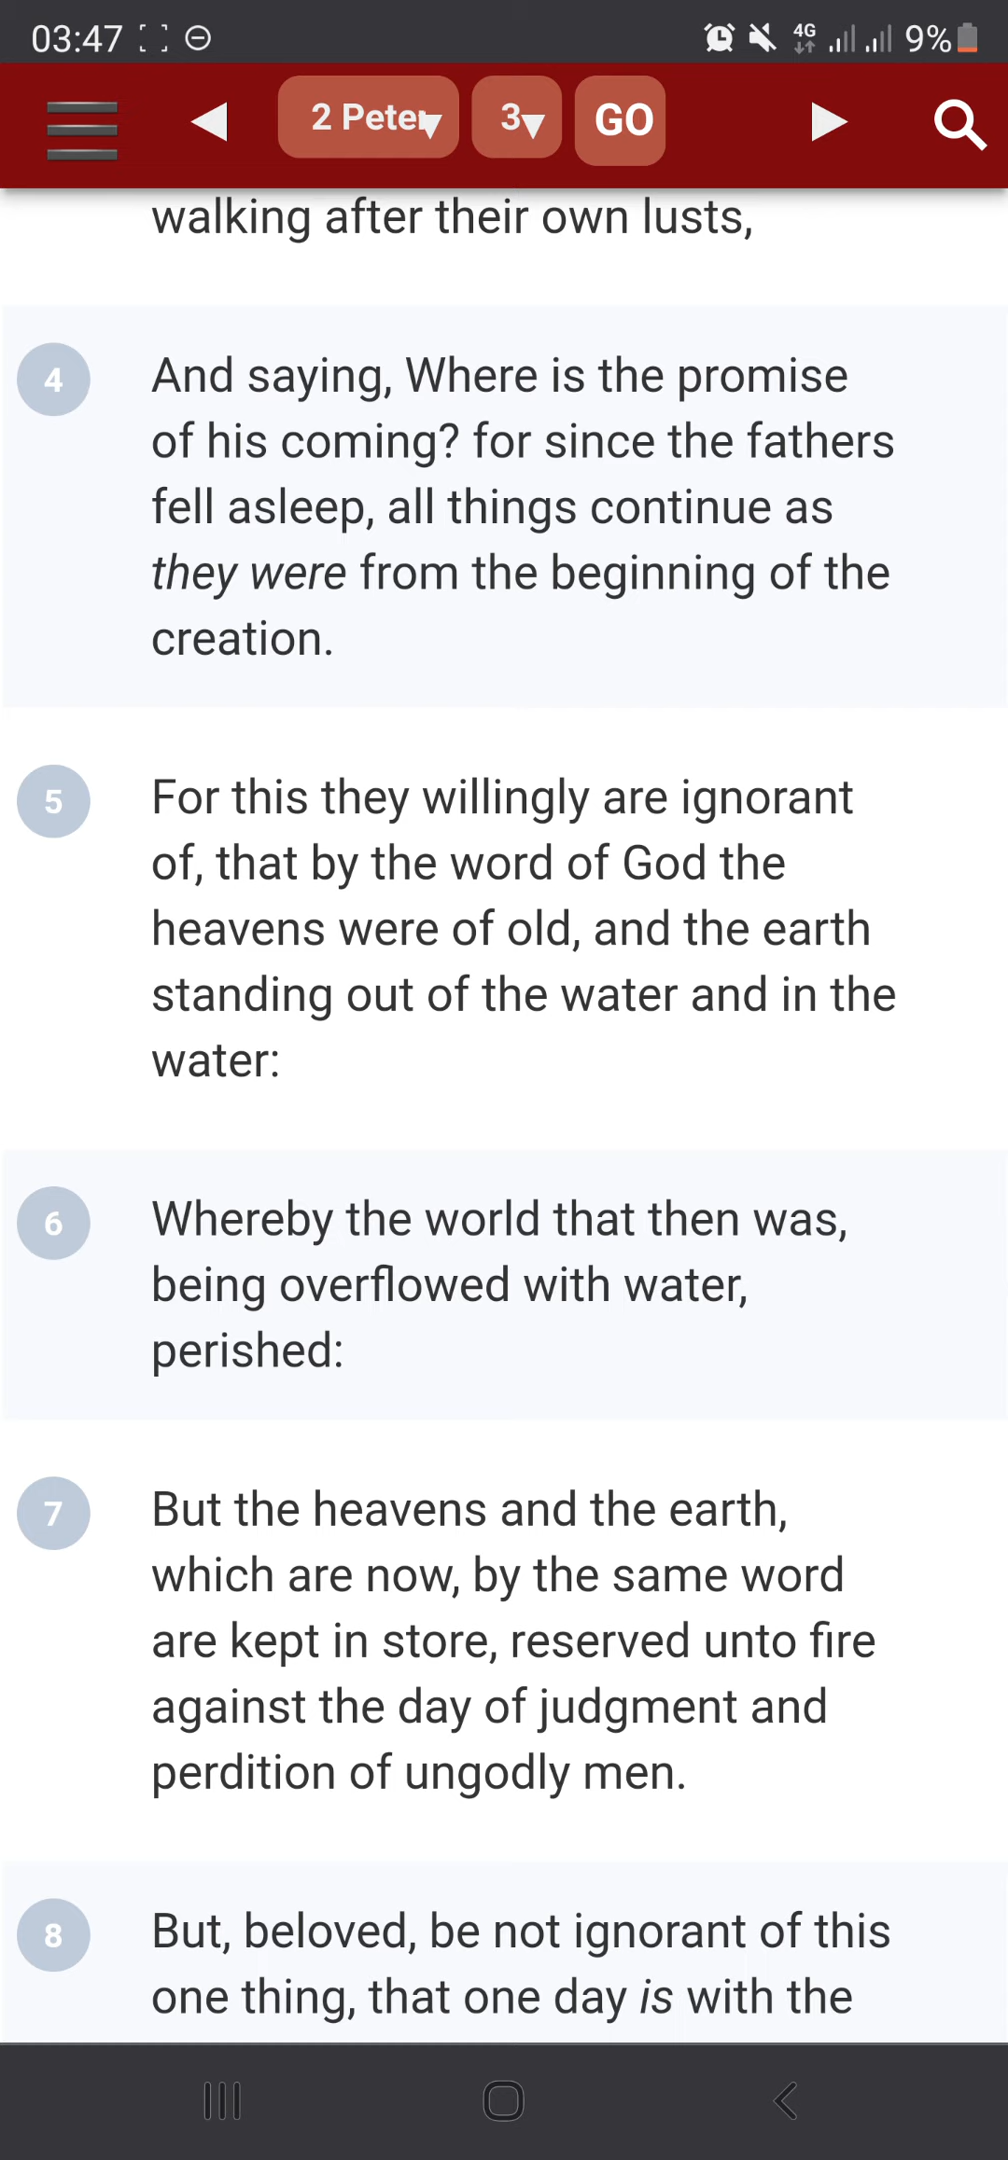 03:47 4G 9%
2 Peter 3 GO
walking after their own lusts,
4 And saying, Where is the promise
of his coming? for since the fathers
fell asleep, all things continue as
they were from the beginning of the
creation.
5 For this they willingly are ignorant
of, that by the word of God the
heavens were of old, and the earth
standing out of the water and in the
water:
6 Whereby the world that then was,
being overflowed with water,
perished:
7 But the heavens and the earth,
which are now, by the same word
are kept in store, reserved unto fire
against the day of judgment and
perdition of ungodly men.
8 But, beloved, be not ignorant of this
one thing, that one day is with the